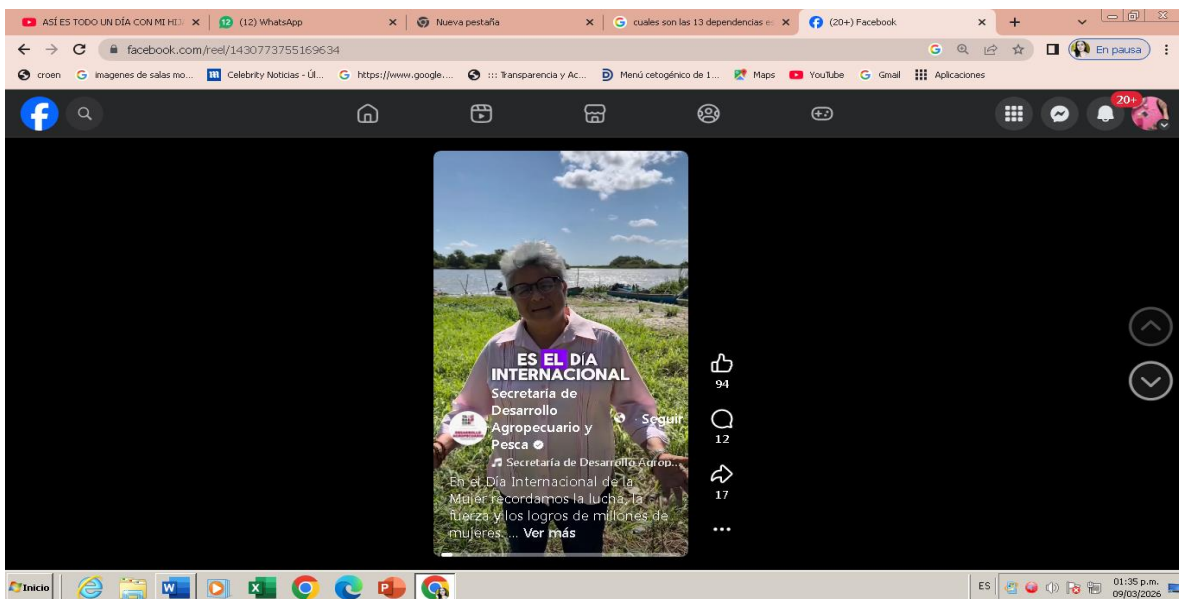 ASÍ ES TODO UN DÍA CON MI HIJ
(12) WhatsApp
Nueva pestaña
cuales son las 13 dependencias e
(20+) Facebook
facebook.com/reel/1430773755169634
En pausa
croen
imagenes de salas mo...
Celebrity Noticias - Úl...
https://www.google....
::: Transparencia y Ac...
Menú cetogénico de 1...
Maps
YouTube
Gmail
Aplicaciones
20+
ES EL DÍA
INTERNACIONAL
Secretaría de
Desarrollo
Agropecuario y
Pesca
Seguir
Secretaría de Desarrollo Agrop...
En el Día Internacional de la
Mujer recordamos la lucha, la
fuerza y los logros de millones de
mujeres. ... Ver más
94
12
17
Inicio
ES
01:35 p.m.
09/03/2026